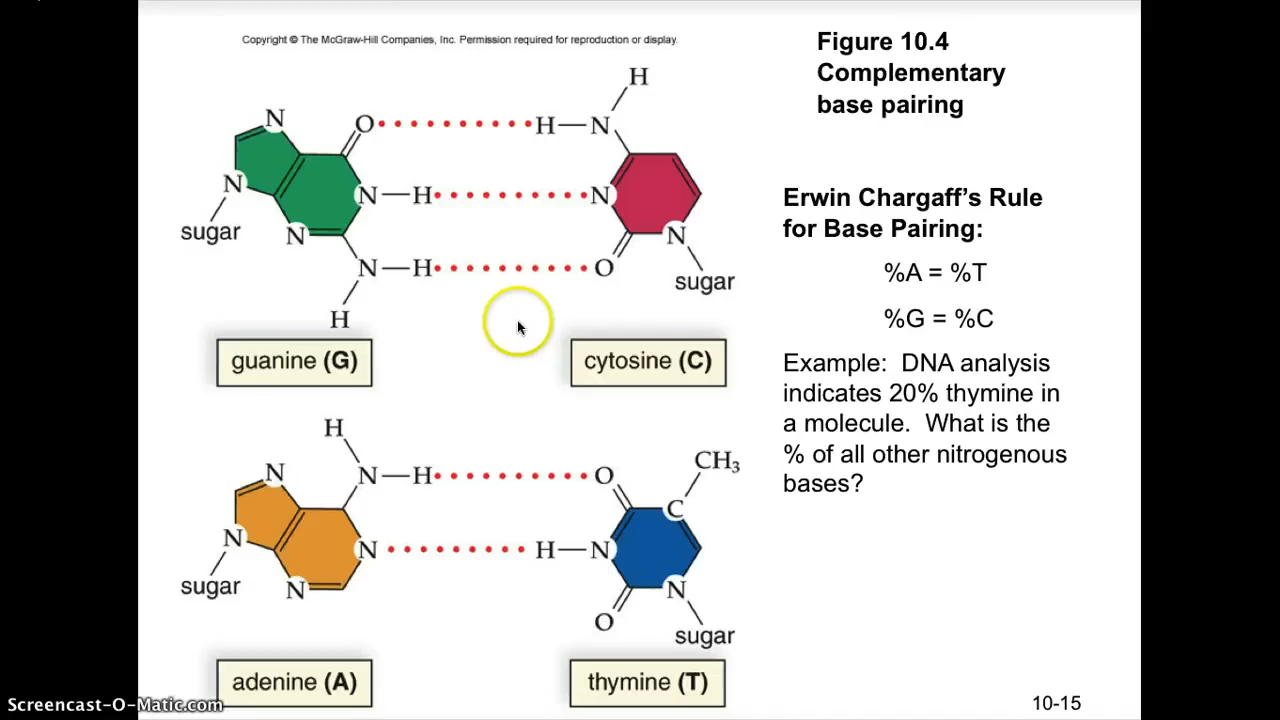 Copyright © The McGraw-Hill Companies, Inc. Permission required for reproduction or display.
Figure 10.4
Complementary
base pairing
H
N
O
H
N
N
N
H
N
sugar
N
N
N
H
O
sugar
H
guanine (G)
cytosine (C)
Erwin Chargaff's Rule
for Base Pairing:
%A = %T
%G = %C
Example: DNA analysis
indicates 20% thymine in
a molecule. What is the
% of all other nitrogenous
bases?
H
CH3
N
N
H
O
C
N
N
H
N
sugar
N
N
O
sugar
adenine (A)
thymine (T)
10-15
Screencast-O-Matic.com